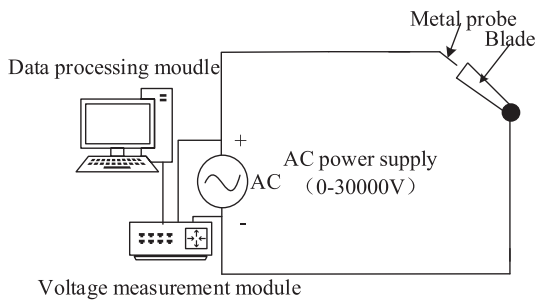 Metal probe
Blade
Data processing moudle
+
AC power supply
AC
（0-30000V）
-
Voltage measurement module